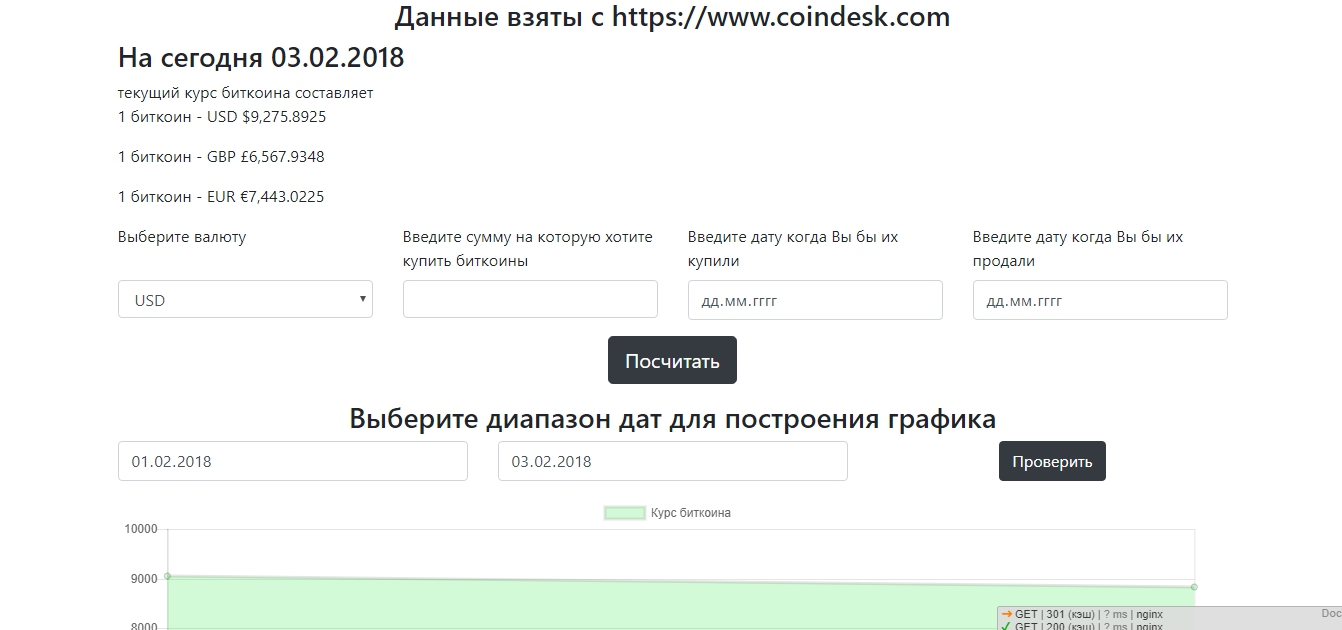 Данные взяты с https://www.coindesk.com
На сегодня 03.02.2018
текущий курс биткоина составляет
1 биткоин - USD $9,275.8925
1 биткоин - GBP £6,567.9348
1 биткоин - EUR €7,443.0225
Выберите валюту
USD
Введите сумму на которую хотите
купить биткоины
Введите дату когда Вы бы их
купили
дд.мм.гггг
Введите дату когда Вы бы их
продали
дд.мм.гггг
Посчитать
Выберите диапазон дат для построения графика
01.02.2018
03.02.2018
Проверить
Курс биткоина
10000
9000
8000
GET | 301 (кэш) | ? ms | nginx
Doc
GET | 200 (кэш) | ? ms | nginx